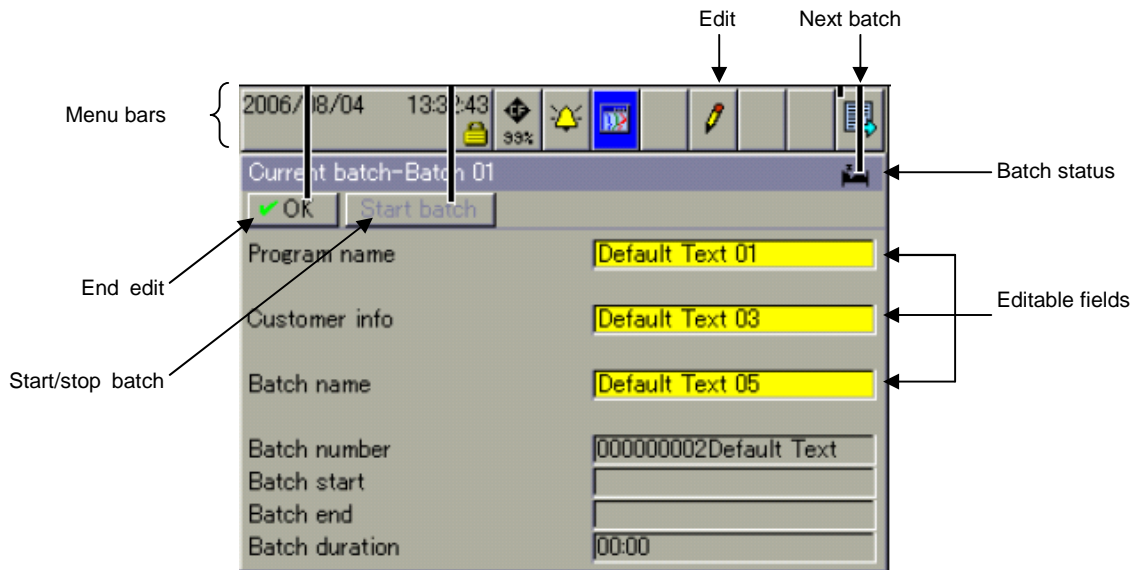 Edit Next batch
Menu bars
2006/08/04 13:32:43
99%
Current batch-Batch 01
Batch status
OK Start batch
Program name Default Text 01
End edit
Customer info Default Text 03
Editable fields
Start/stop batch
Batch name Default Text 05
Batch number 000000002Default Text
Batch start
Batch end
Batch duration 00:00